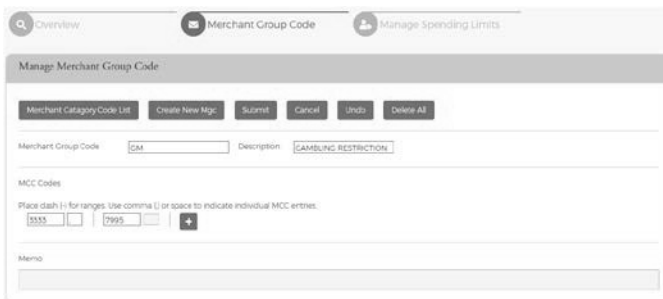 Overview Merchant Group Code Manage Spending Limits
Manage Merchant Group Code
Merchant Catagory Code List Create New Mgc Submit Cancel Undo Delete All
Merchant Group Code GM Description GAMBLING RESTRICTION
MCC Codes
Place dash (-) for ranges. Use comma (,) or space to indicate individual MCC entries.
3333 7995 +
Memo